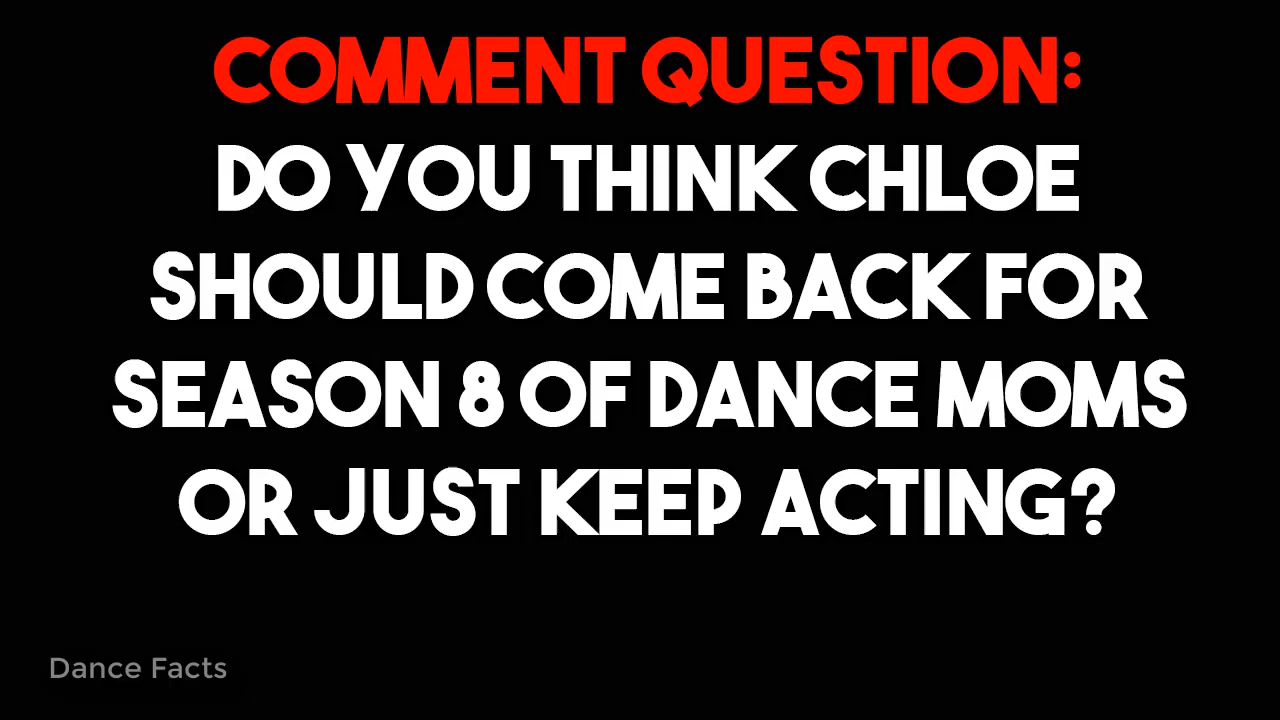 COMMENT QUESTION:
DO YOU THINK CHLOE
SHOULD COME BACK FOR
SEASON 8 OF DANCE MOMS
OR JUST KEEP ACTING?
Dance Facts